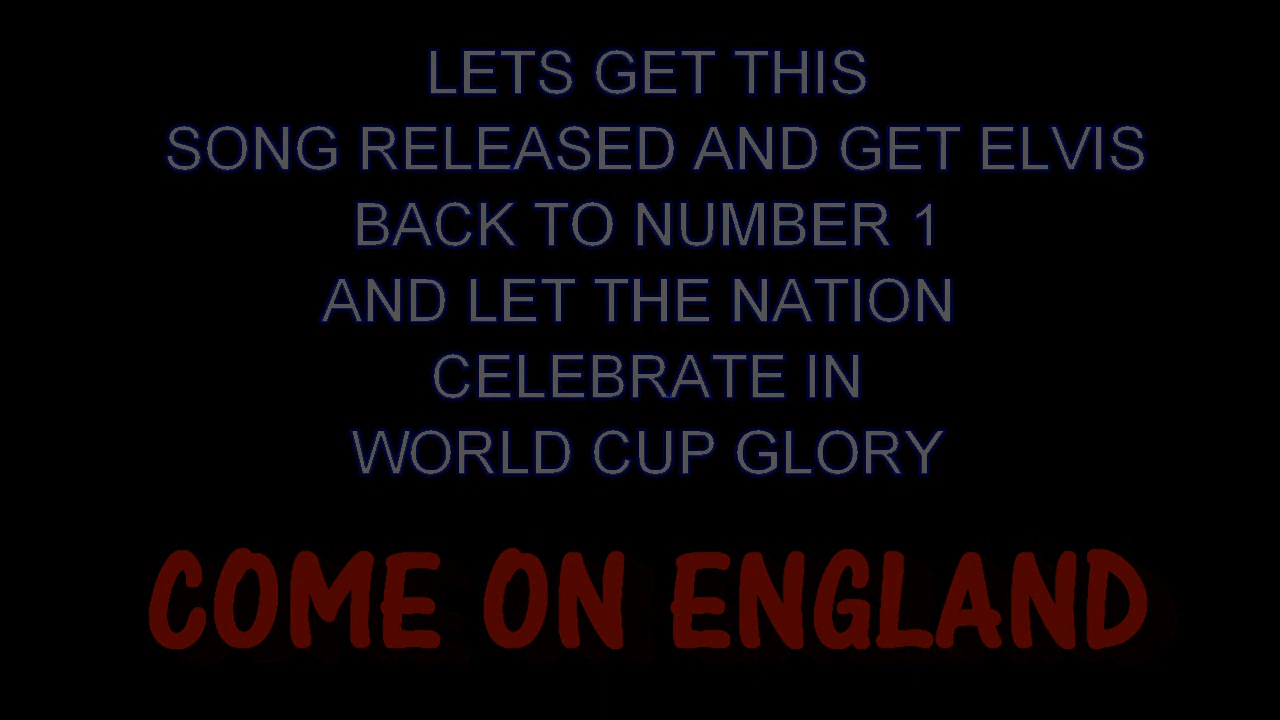 LETS GET THIS
SONG RELEASED AND GET ELVIS
BACK TO NUMBER 1
AND LET THE NATION
CELEBRATE IN
WORLD CUP GLORY
COME ON ENGLAND